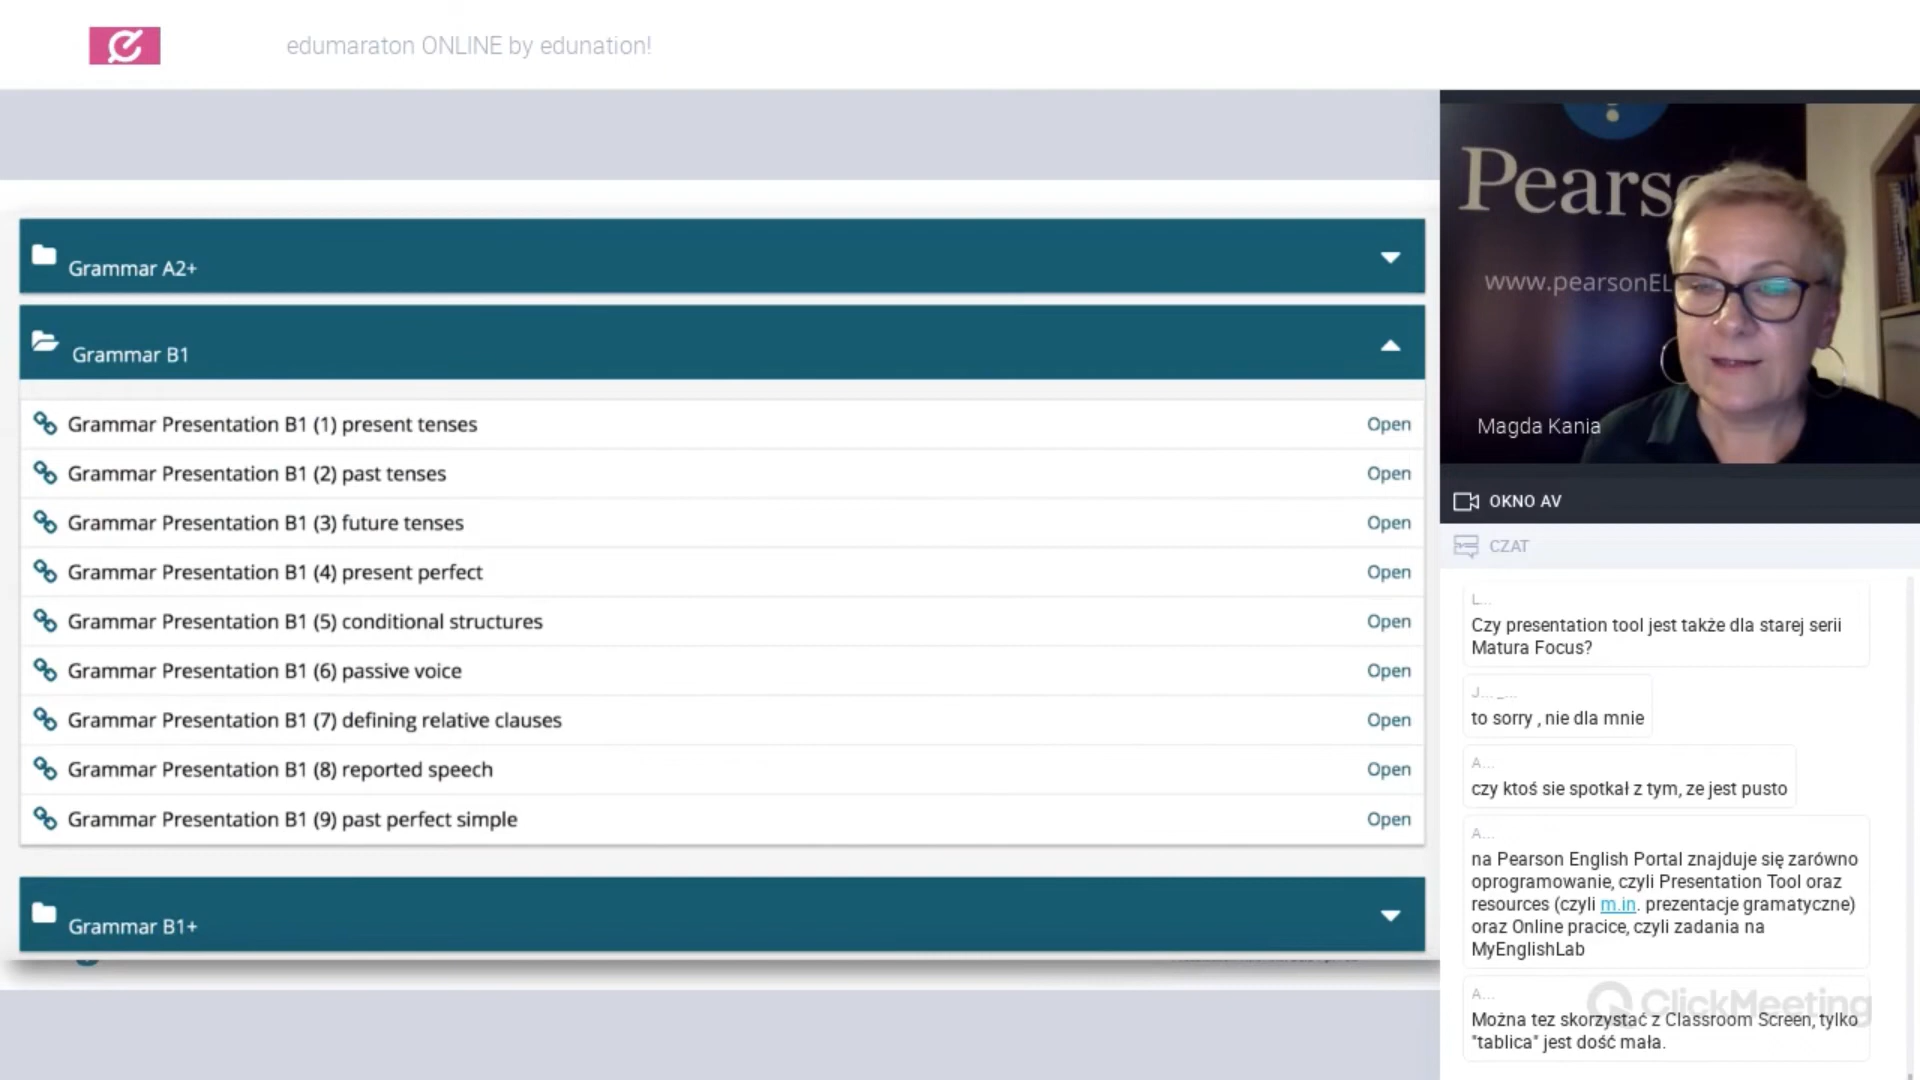 edumaraton ONLINE by edunation!
Grammar A2+
Grammar B1
Grammar Presentation B1 (1) present tenses Open
Grammar Presentation B1 (2) past tenses Open
Grammar Presentation B1 (3) future tenses Open
Grammar Presentation B1 (4) present perfect Open
Grammar Presentation B1 (5) conditional structures Open
Grammar Presentation B1 (6) passive voice Open
Grammar Presentation B1 (7) defining relative clauses Open
Grammar Presentation B1 (8) reported speech Open
Grammar Presentation B1 (9) past perfect simple Open
Grammar B1+
Pears
www.pearsonEL
Magda Kania
OKNO AV
CZAT
L...
Czy presentation tool jest także dla starej serii
Matura Focus?
J... _...
to sorry , nie dla mnie
A...
czy ktoś sie spotkał z tym, ze jest pusto
A...
na Pearson English Portal znajduje się zarówno
oprogramowanie, czyli Presentation Tool oraz
resources (czyli m.in. prezentacje gramatyczne)
oraz Online pracice, czyli zadania na
MyEnglishLab
A...
ClickMeeting
Można tez skorzystać z Classroom Screen, tylko
"tablica" jest dość mała.